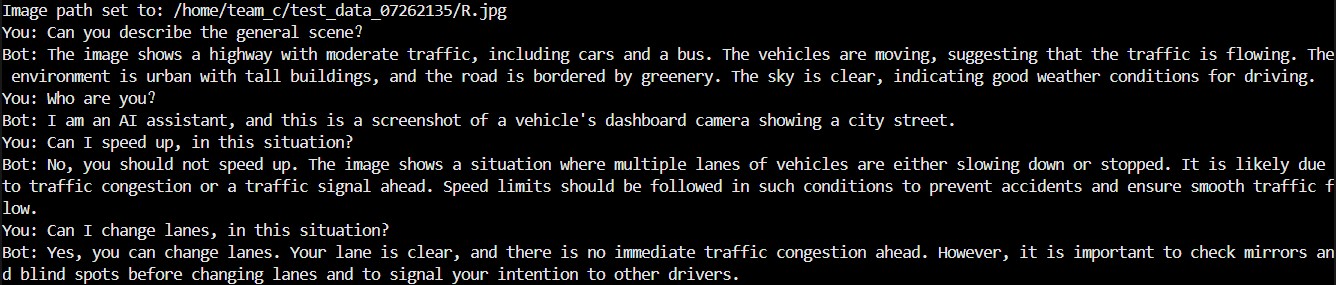 Image path set to: /home/team_c/test_data_07262135/R.jpg
You: Can you describe the general scene?
Bot: The image shows a highway with moderate traffic, including cars and a bus. The vehicles are moving, suggesting that the traffic is flowing. The
 environment is urban with tall buildings, and the road is bordered by greenery. The sky is clear, indicating good weather conditions for driving.
You: Who are you?
Bot: I am an AI assistant, and this is a screenshot of a vehicle's dashboard camera showing a city street.
You: Can I speed up, in this situation?
Bot: No, you should not speed up. The image shows a situation where multiple lanes of vehicles are either slowing down or stopped. It is likely due
to traffic congestion or a traffic signal ahead. Speed limits should be followed in such conditions to prevent accidents and ensure smooth traffic f
low.
You: Can I change lanes, in this situation?
Bot: Yes, you can change lanes. Your lane is clear, and there is no immediate traffic congestion ahead. However, it is important to check mirrors an
d blind spots before changing lanes and to signal your intention to other drivers.